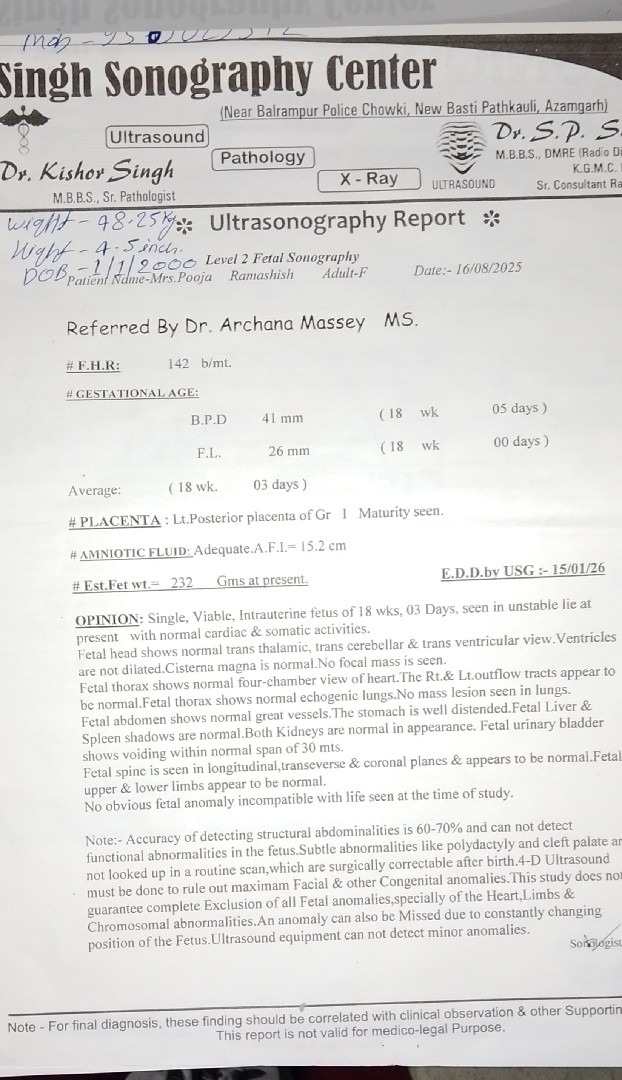 Singh Sonography Center
(Near Balrampur Police Chowki, New Basti Pathkauli, Azamgarh)
Ultrasound
Dr. Kishor Singh
M.B.B.S., Sr. Pathologist
Pathology
X - Ray
ULTRASOUND
Dr. S. P. S
M.B.B.S., DMRE (Radio D
K.G.M.C.
Sr. Consultant Ra
wight - 48.25kg
Hight - 4.5inch.
DOB - 1/1/2000
❊ Ultrasonography Report ❊
Level 2 Fetal Sonography
Patient Name-Mrs.Pooja Ramashish Adult-F Date:- 16/08/2025
Referred By Dr. Archana Massey MS.
# F.H.R: 142 b/mt.
# GESTATIONAL AGE:
B.P.D 41 mm ( 18 wk 05 days )
F.L. 26 mm ( 18 wk 00 days )
Average: ( 18 wk. 03 days )
# PLACENTA : Lt.Posterior placenta of Gr 1 Maturity seen.
# AMNIOTIC FLUID: Adequate.A.F.I.= 15.2 cm
# Est.Fet wt.= 232 Gms at present. E.D.D.by USG :- 15/01/26
OPINION: Single, Viable, Intrauterine fetus of 18 wks, 03 Days, seen in unstable lie at
present with normal cardiac & somatic activities.
Fetal head shows normal trans thalamic, trans cerebellar & trans ventricular view.Ventricles
are not dilated.Cisterna magna is normal.No focal mass is seen.
Fetal thorax shows normal four-chamber view of heart.The Rt.& Lt.outflow tracts appear to
be normal.Fetal thorax shows normal echogenic lungs.No mass lesion seen in lungs.
Fetal abdomen shows normal great vessels.The stomach is well distended.Fetal Liver &
Spleen shadows are normal.Both Kidneys are normal in appearance. Fetal urinary bladder
shows voiding within normal span of 30 mts.
Fetal spine is seen in longitudinal,transeverse & coronal planes & appears to be normal.Fetal
upper & lower limbs appear to be normal.
No obvious fetal anomaly incompatible with life seen at the time of study.
Note:- Accuracy of detecting structural abdominalities is 60-70% and can not detect
functional abnormalities in the fetus.Subtle abnormalities like polydactyly and cleft palate ar
not looked up in a routine scan,which are surgically correctable after birth.4-D Ultrasound
must be done to rule out maximam Facial & other Congenital anomalies.This study does no
guarantee complete Exclusion of all Fetal anomalies,specially of the Heart,Limbs &
Chromosomal abnormalities.An anomaly can also be Missed due to constantly changing
position of the Fetus.Ultrasound equipment can not detect minor anomalies.
Sonologist
Note - For final diagnosis, these finding should be correlated with clinical observation & other Supportin
This report is not valid for medico-legal Purpose.